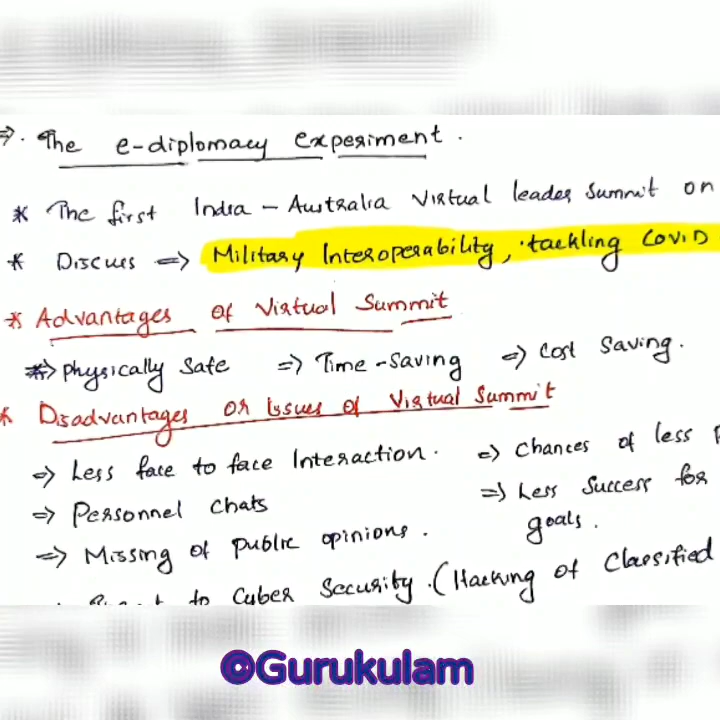 ⇒. The e-diplomacy experiment.
* The first India - Australia Virtual leader Summit on
* Discus ⇒ Military Interoperability, tackling COVID
* Advantages of Virtual Summit
⇒ Physically Safe ⇒ Time-Saving ⇒ Cost Saving.
* Disadvantages or issues of Virtual Summit
⇒ Less face to face Interaction. ⇒ Chances of less
⇒ Personnel Chats ⇒ Less Success for
goals.
⇒ Missing of public opinions.
to Cyber Security. (Hacking of Classified
©Gurukulam